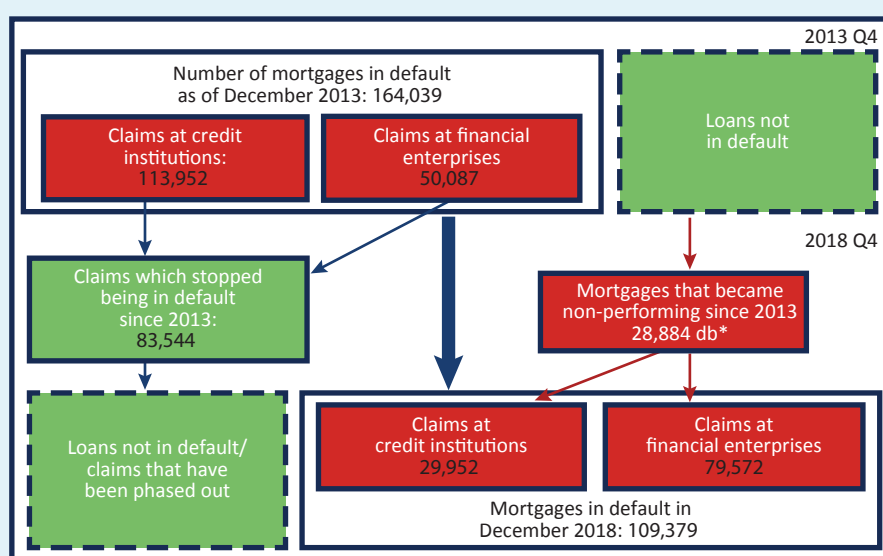 2013 Q4
Number of mortgages in default
as of December 2013: 164,039
Claims at credit
institutions:
113,952
Claims at financial
enterprises
50,087
Loans not
in default
2018 Q4
Claims which stopped
being in default
since 2013:
83,544
Mortgages that became
non-performing since 2013
28,884 db*
Loans not in default/
claims that have
been phased out
Claims at
credit institutions
29,952
Claims at
financial enterprises
79,572
Mortgages in default in
December 2018: 109,379